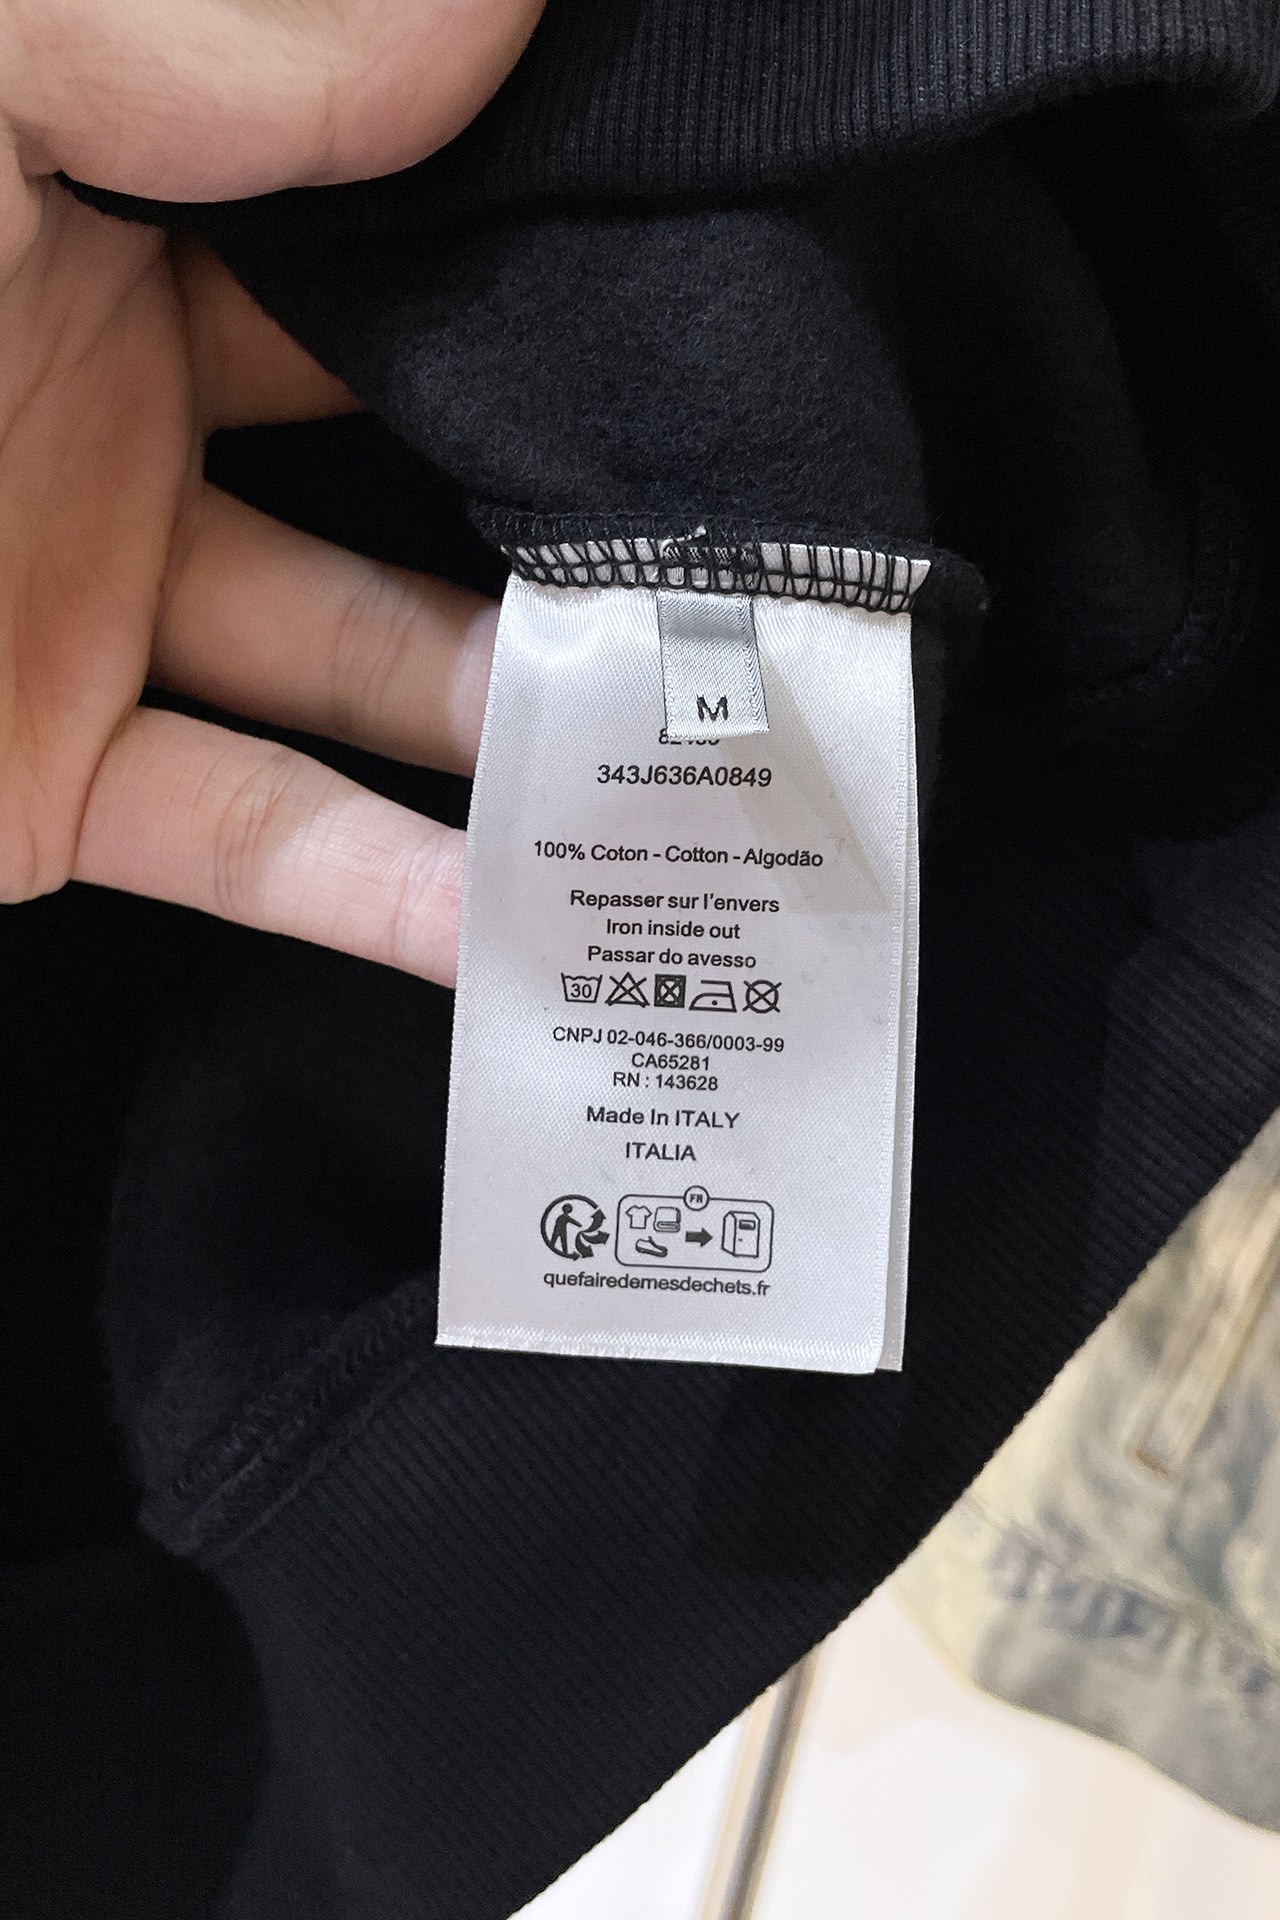 M
343J636A0849
100% Coton - Cotton - Algodão
Repasser sur l'envers
Iron inside out
Passar do avesso
30
CNPJ 02-046-366/0003-99
CA65281
RN : 143628
Made In ITALY
ITALIA
FR
quefairedemesdechets.fr